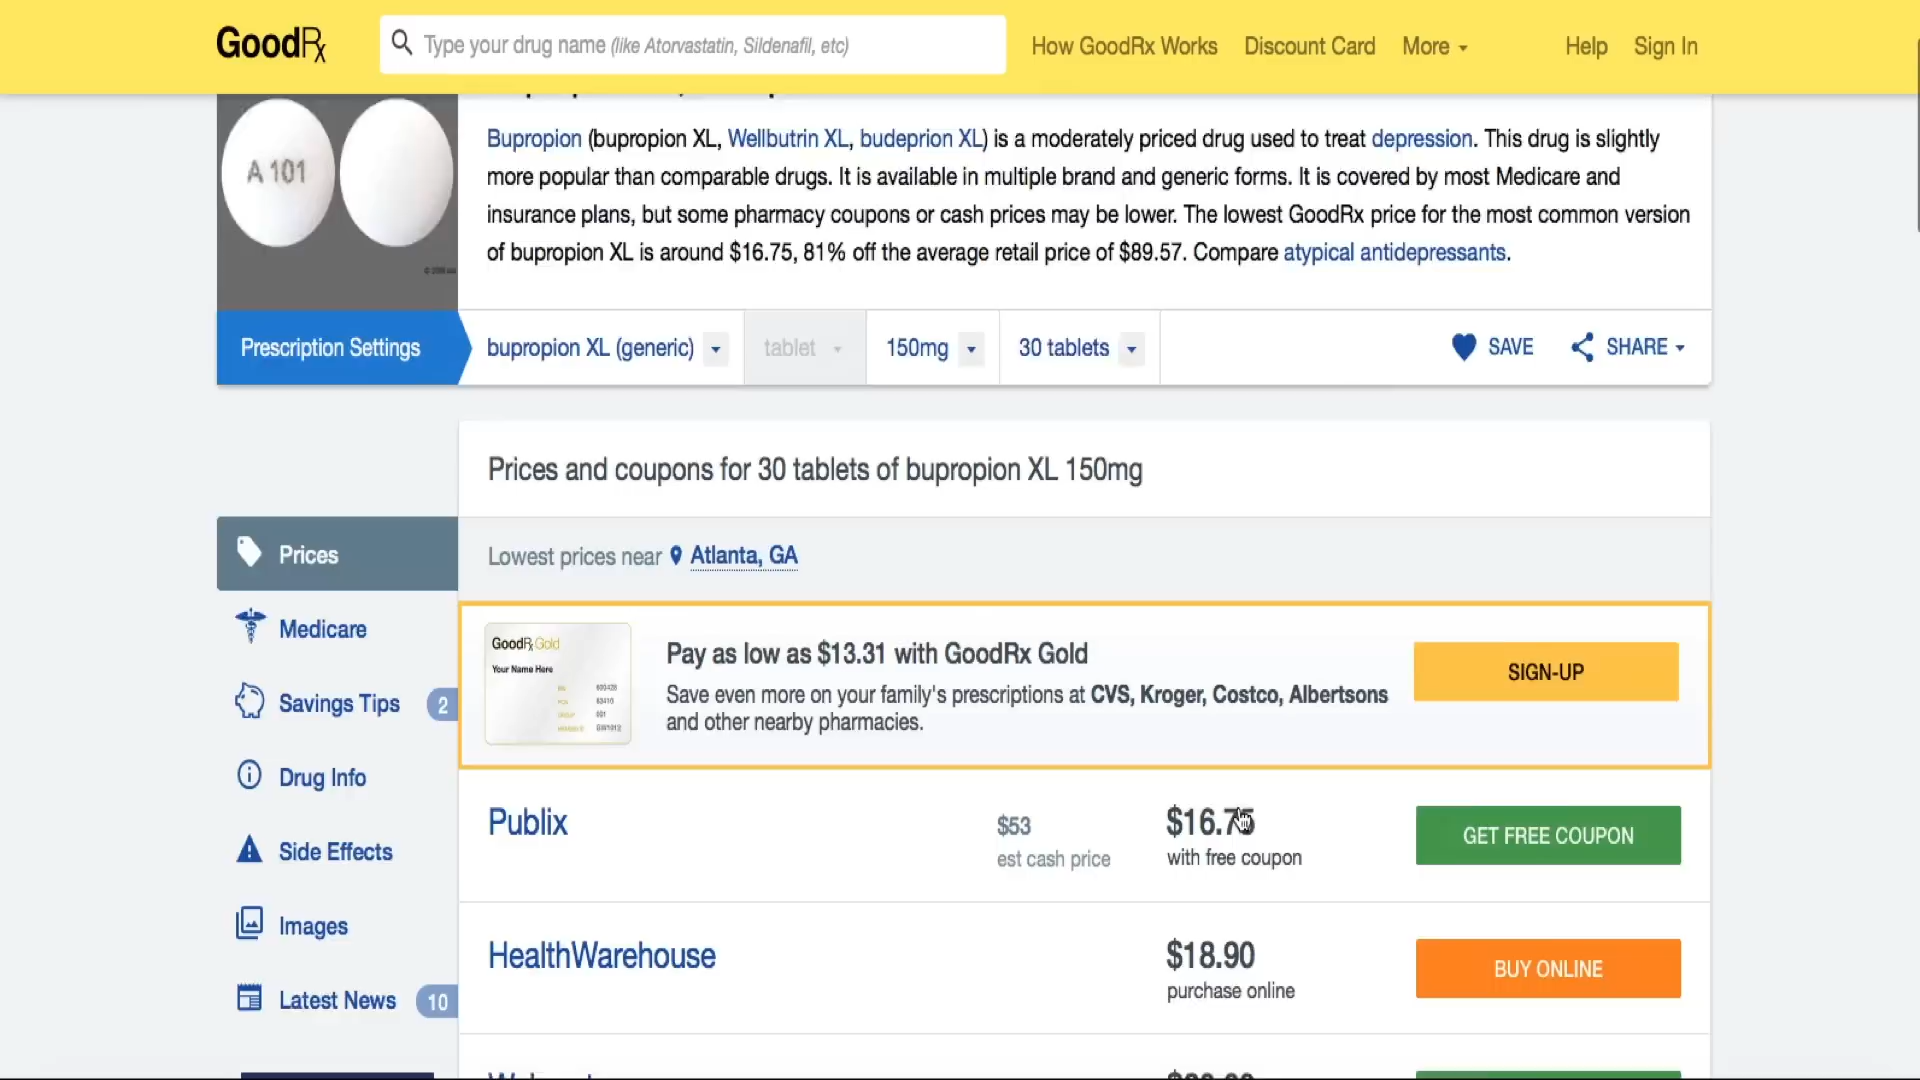 GoodRx
Type your drug name (like Atorvastatin, Sildenafil, etc)
How GoodRx Works
Discount Card
More
Help
Sign In
A 101
Bupropion (bupropion XL, Wellbutrin XL, budeprion XL) is a moderately priced drug used to treat depression. This drug is slightly
more popular than comparable drugs. It is available in multiple brand and generic forms. It is covered by most Medicare and
insurance plans, but some pharmacy coupons or cash prices may be lower. The lowest GoodRx price for the most common version
of bupropion XL is around $16.75, 81% off the average retail price of $89.57. Compare atypical antidepressants.
Prescription Settings
bupropion XL (generic)
tablet
150mg
30 tablets
SAVE
SHARE
Prices and coupons for 30 tablets of bupropion XL 150mg
Prices
Medicare
Savings Tips 2
Drug Info
Side Effects
Images
Latest News 10
Lowest prices near Atlanta, GA
GoodRx Gold
Your Name Here
Pay as low as $13.31 with GoodRx Gold
Save even more on your family's prescriptions at CVS, Kroger, Costco, Albertsons
and other nearby pharmacies.
SIGN-UP
Publix
$53
est cash price
$16.75
with free coupon
GET FREE COUPON
HealthWarehouse
$18.90
purchase online
BUY ONLINE